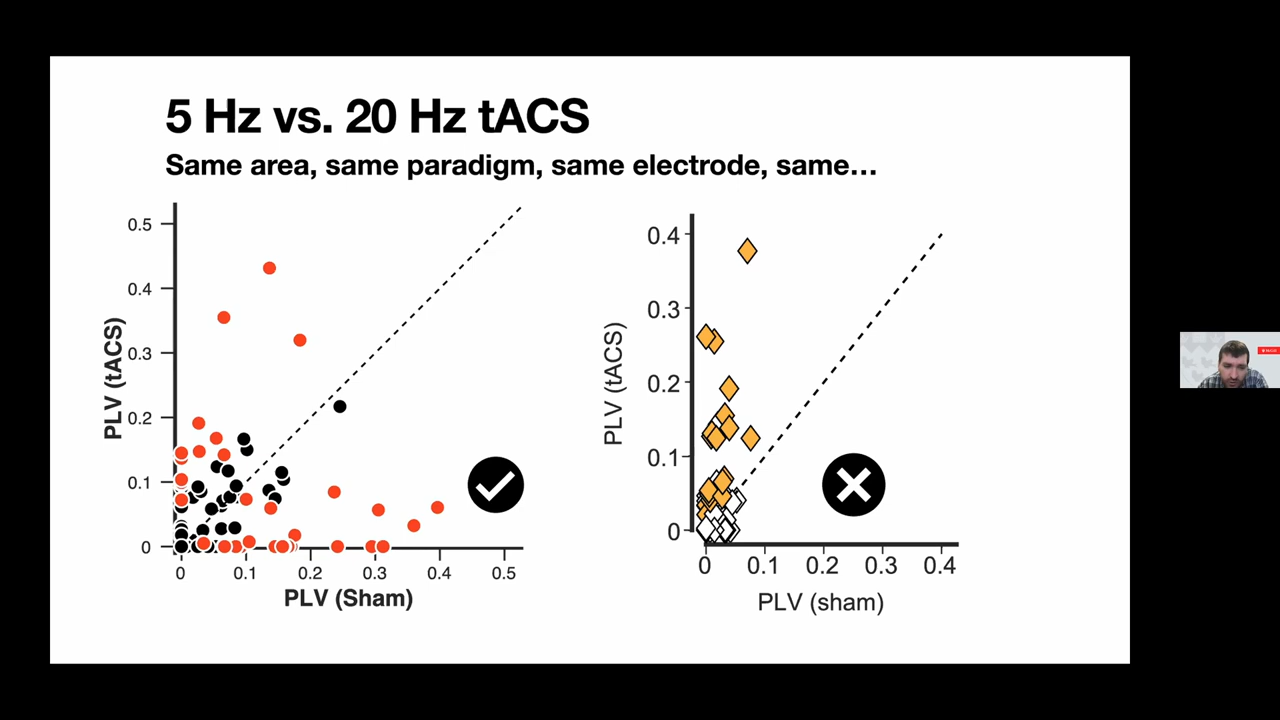 5 Hz vs. 20 Hz tACS
Same area, same paradigm, same electrode, same…
PLV (tACS)
0.5
0.4
0.3
0.2
0.1
0
0 0.1 0.2 0.3 0.4 0.5
PLV (Sham)
PLV (tACS)
0.4
0.3
0.2
0.1
0
0 0.1 0.2 0.3 0.4
PLV (sham)